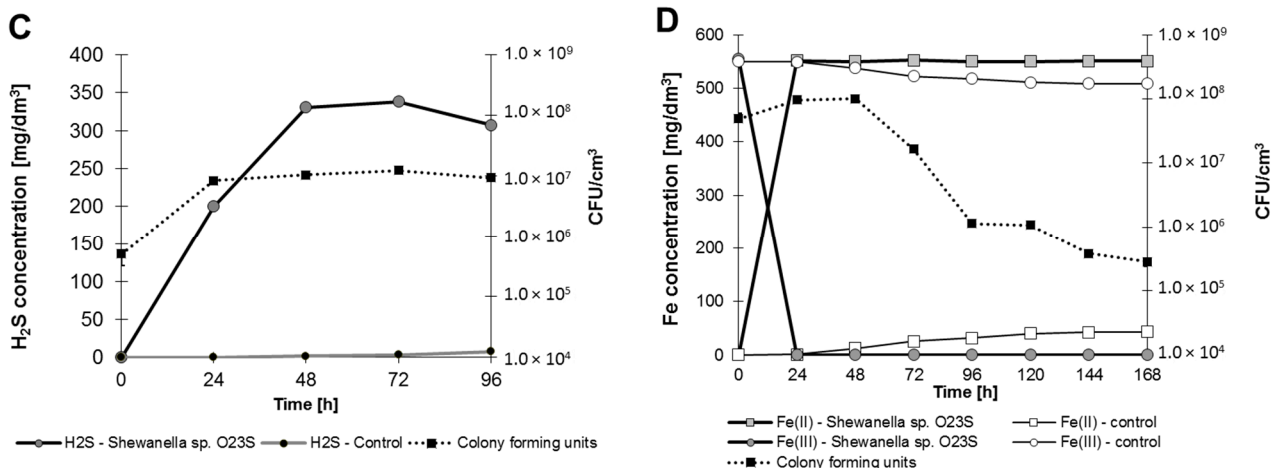 C
H₂S concentration [mg/dm³]
400
350
300
250
200
150
100
50
0
1.0 × 10⁹
1.0 × 10⁸
1.0 × 10⁷
1.0 × 10⁶
1.0 × 10⁵
1.0 × 10⁴
CFU/cm³
0 24 48 72 96
Time [h]
H2S - Shewanella sp. O23S H2S - Control Colony forming units
D
Fe concentration [mg/dm³]
600
500
400
300
200
100
0
1.0 × 10⁹
1.0 × 10⁸
1.0 × 10⁷
1.0 × 10⁶
1.0 × 10⁵
1.0 × 10⁴
CFU/cm³
0 24 48 72 96 120 144 168
Time [h]
Fe(II) - Shewanella sp. O23S Fe(II) - control
Fe(III) - Shewanella sp. O23S Fe(III) - control
Colony forming units